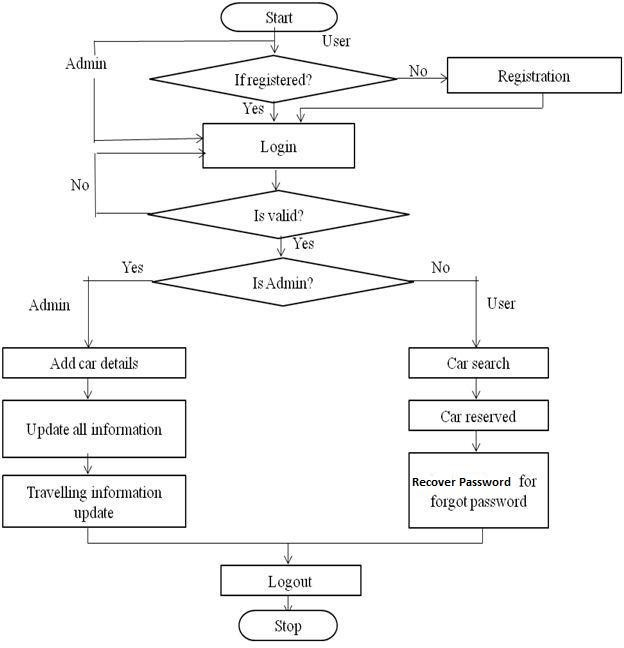 Start
User
Admin
If registered?
No
Registration
Yes
Login
No
Is valid?
Yes
Yes
Is Admin?
No
Admin
User
Add car details
Car search
Update all information
Car reserved
Travelling information
update
Recover Password for
forgot password
Logout
Stop